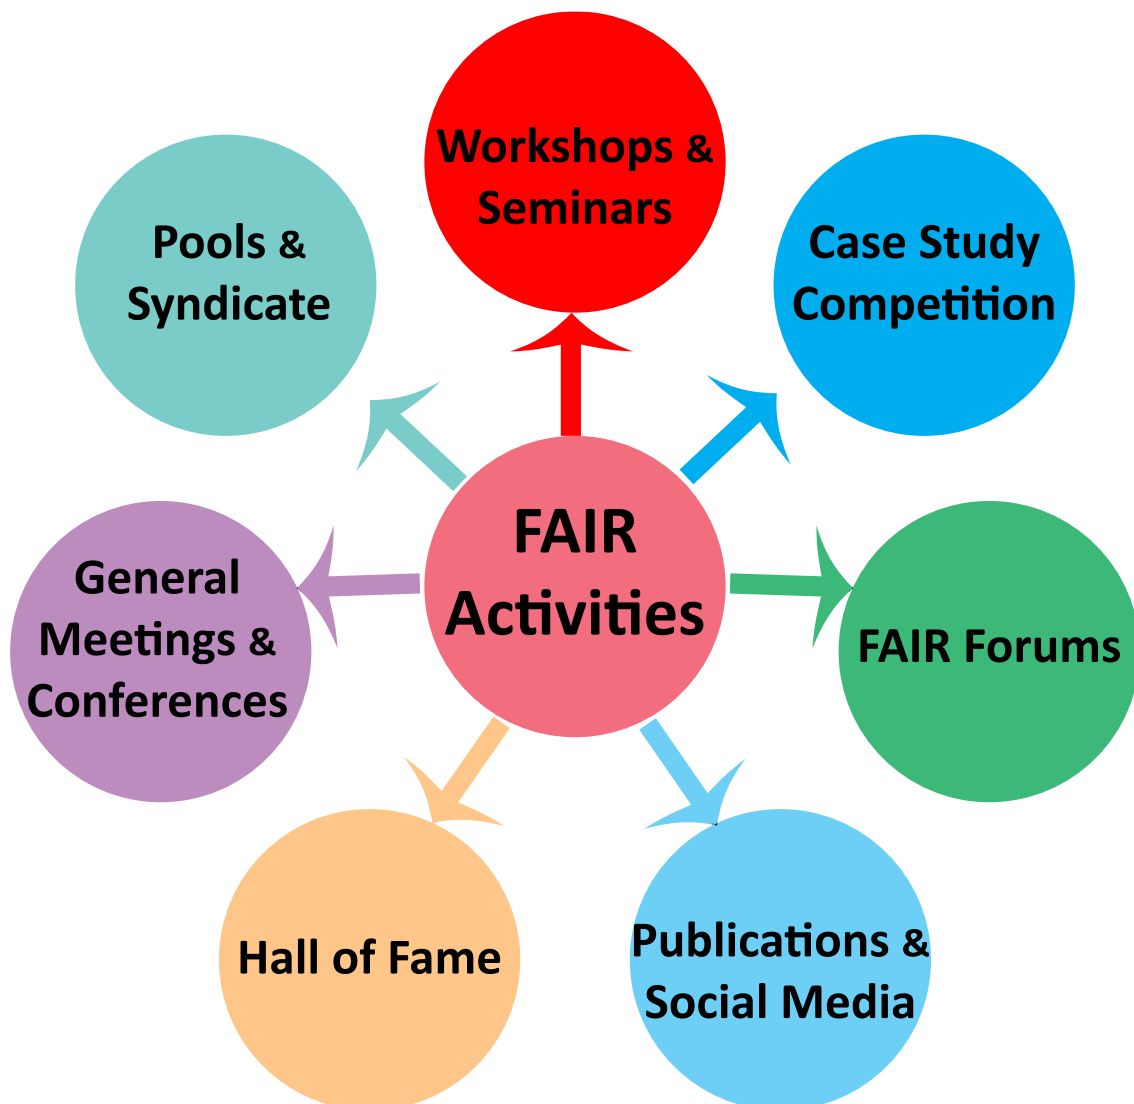 Workshops &
Seminars
Pools &
Syndicate
Case Study
Competition
FAIR
Activities
General
Meetings &
Conferences
FAIR Forums
Hall of Fame
Publications &
Social Media